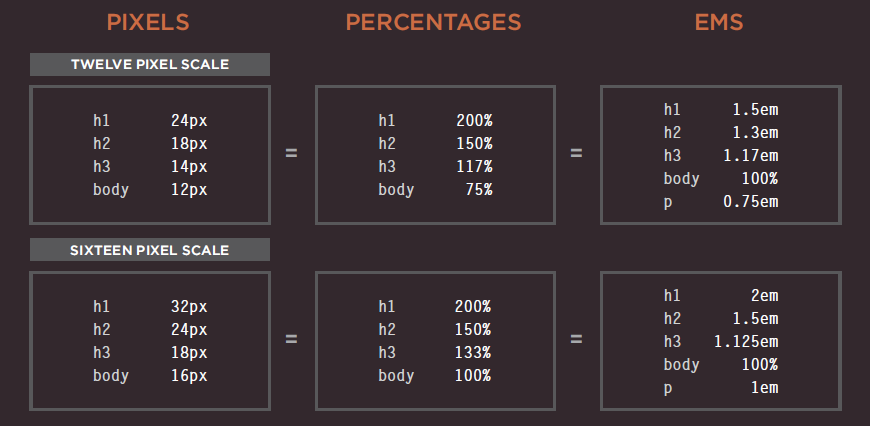 PIXELS PERCENTAGES EMS
TWELVE PIXEL SCALE
h1 24px
h2 18px
h3 14px
body 12px
=
h1 200%
h2 150%
h3 117%
body 75%
=
h1 1.5em
h2 1.3em
h3 1.17em
body 100%
p 0.75em
SIXTEEN PIXEL SCALE
h1 32px
h2 24px
h3 18px
body 16px
=
h1 200%
h2 150%
h3 133%
body 100%
=
h1 2em
h2 1.5em
h3 1.125em
body 100%
p 1em